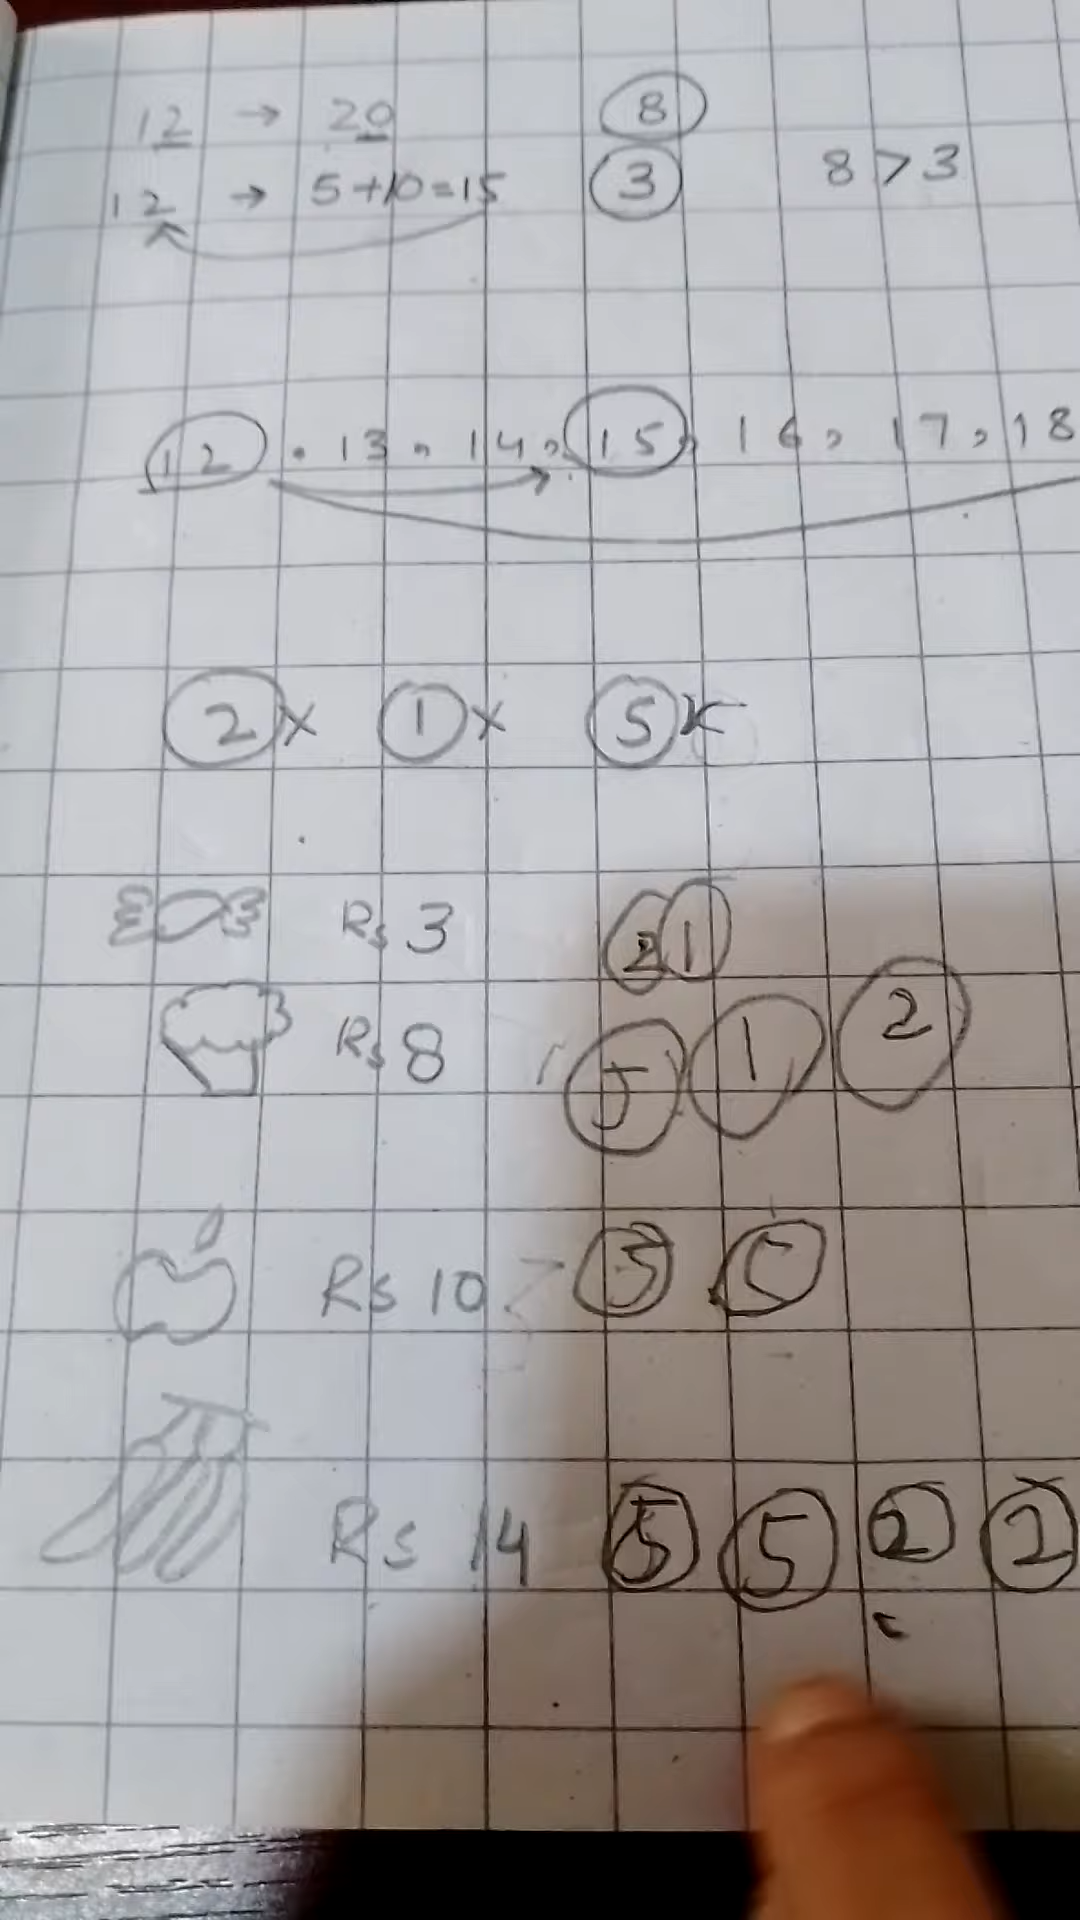 12 → 20 8
12 → 5+10=15 3 8 > 3
12, 13, 14, 15, 16, 17, 18
2 x 1 x 5 x
Rs 3 2 1
Rs 8 5 1 2
Rs 10 5 5
Rs 14 5 5 2 2